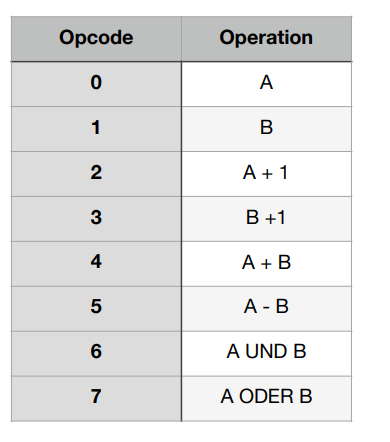 Opcode Operation
0 A
1 B
2 A + 1
3 B +1
4 A + B
5 A - B
6 A UND B
7 A ODER B